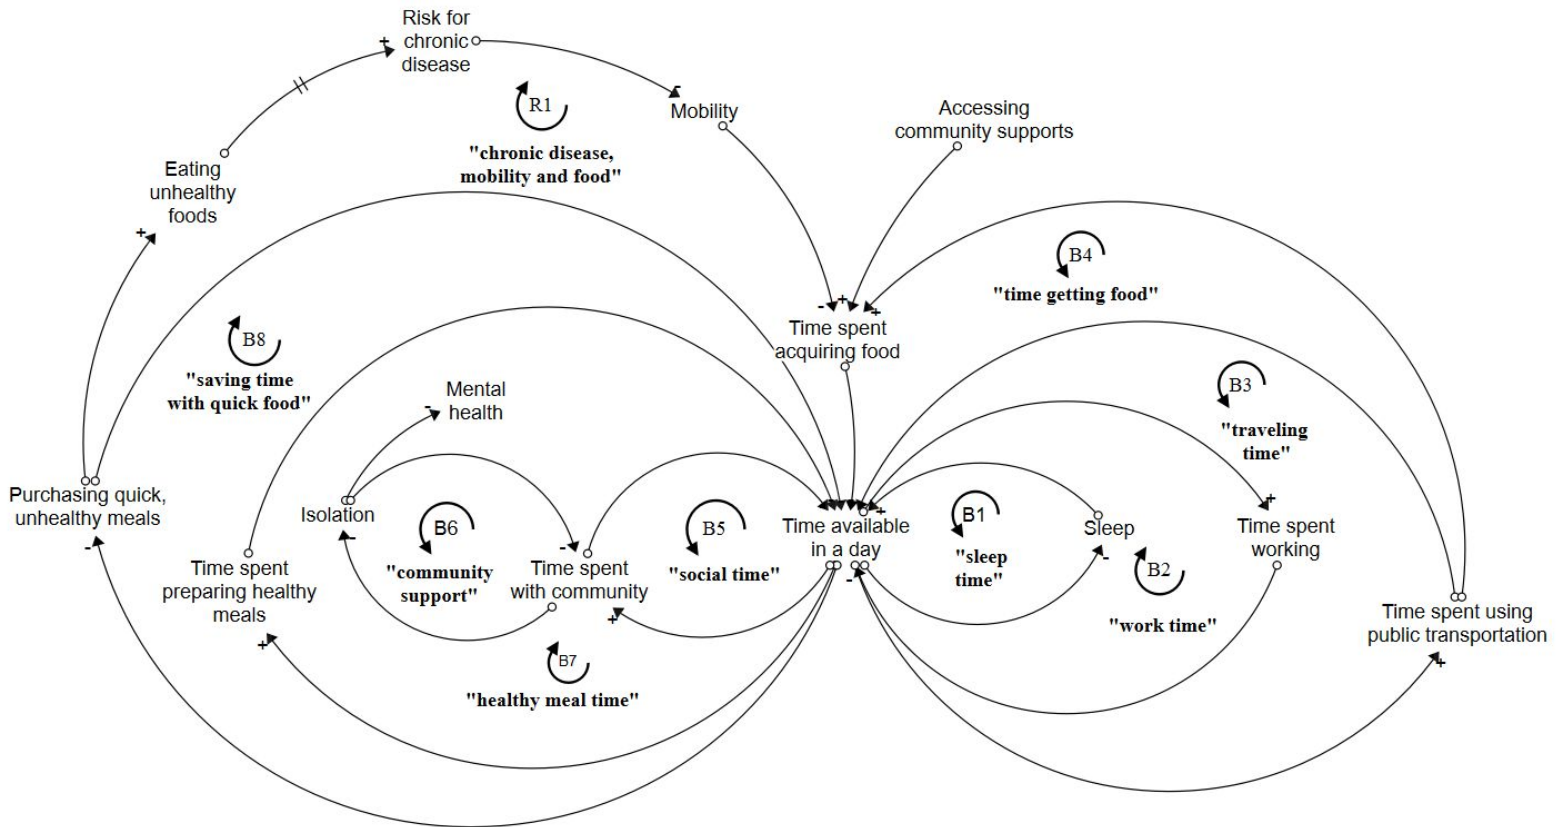 Risk for
chronic
disease
+
-
Mobility
R1
"chronic disease,
mobility and food"
Accessing
community supports
Eating
unhealthy
foods
+
B4
"time getting food"
-
+
+
Time spent
acquiring food
B8
"saving time
with quick food"
Mental
health
-
B3
"traveling
time"
Purchasing quick,
unhealthy meals
-
Isolation
-
B6
"community
support"
-
Time spent
with community
+
B5
"social time"
Time available
in a day
+
-
B1
"sleep
time"
Sleep
-
B2
"work time"
+
Time spent
working
Time spent
preparing healthy
meals
+
B7
"healthy meal time"
Time spent using
public transportation
+